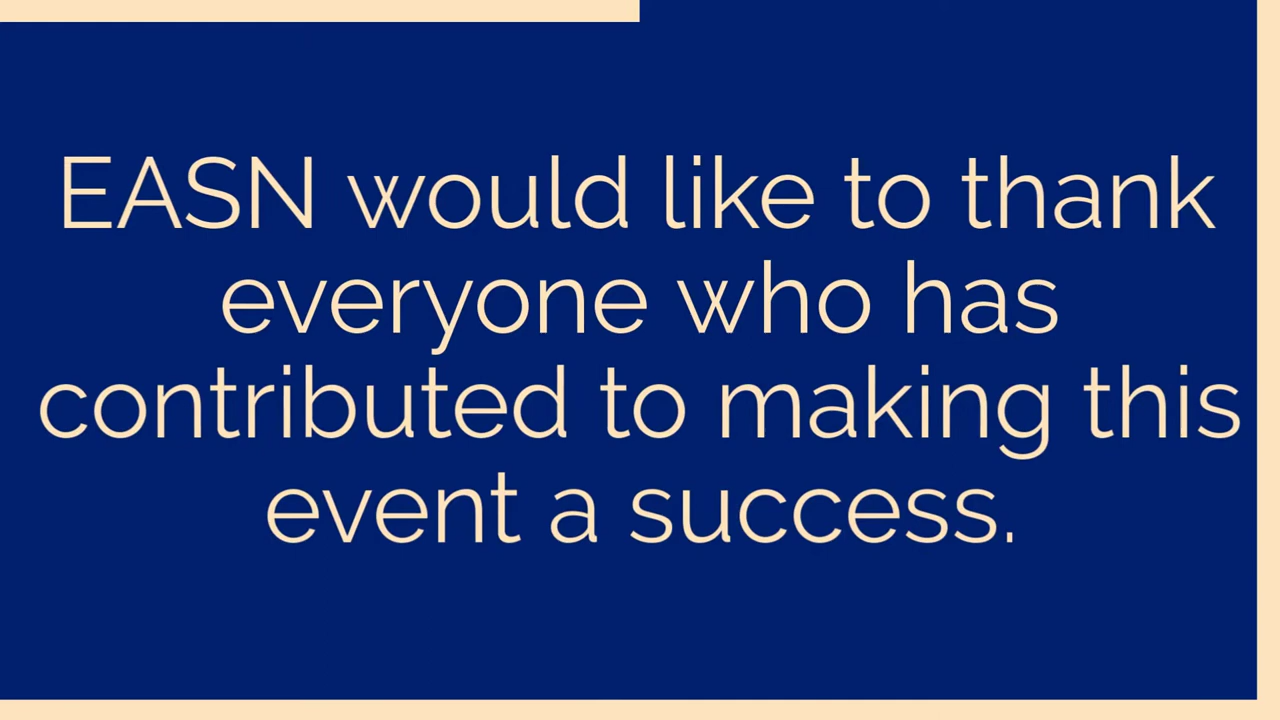 EASN would like to thank
everyone who has
contributed to making this
event a success.